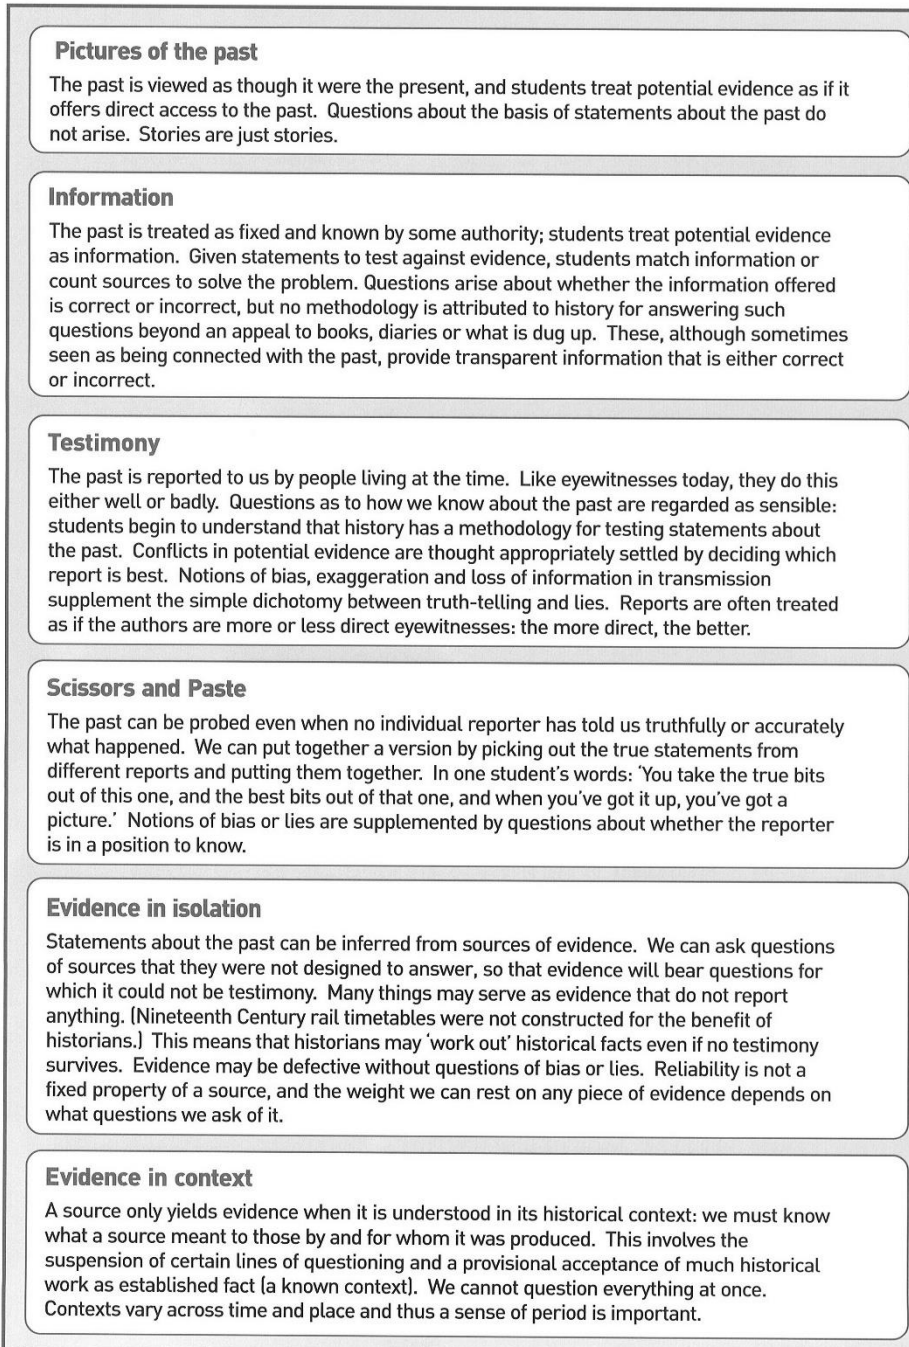 Pictures of the past
The past is viewed as though it were the present, and students treat potential evidence as if it
offers direct access to the past. Questions about the basis of statements about the past do
not arise. Stories are just stories.
Information
The past is treated as fixed and known by some authority; students treat potential evidence
as information. Given statements to test against evidence, students match information or
count sources to solve the problem. Questions arise about whether the information offered
is correct or incorrect, but no methodology is attributed to history for answering such
questions beyond an appeal to books, diaries or what is dug up. These, although sometimes
seen as being connected with the past, provide transparent information that is either correct
or incorrect.
Testimony
The past is reported to us by people living at the time. Like eyewitnesses today, they do this
either well or badly. Questions as to how we know about the past are regarded as sensible:
students begin to understand that history has a methodology for testing statements about
the past. Conflicts in potential evidence are thought appropriately settled by deciding which
report is best. Notions of bias, exaggeration and loss of information in transmission
supplement the simple dichotomy between truth-telling and lies. Reports are often treated
as if the authors are more or less direct eyewitnesses: the more direct, the better.
Scissors and Paste
The past can be probed even when no individual reporter has told us truthfully or accurately
what happened. We can put together a version by picking out the true statements from
different reports and putting them together. In one student's words: 'You take the true bits
out of this one, and the best bits out of that one, and when you've got it up, you've got a
picture.' Notions of bias or lies are supplemented by questions about whether the reporter
is in a position to know.
Evidence in isolation
Statements about the past can be inferred from sources of evidence. We can ask questions
of sources that they were not designed to answer, so that evidence will bear questions for
which it could not be testimony. Many things may serve as evidence that do not report
anything. (Nineteenth Century rail timetables were not constructed for the benefit of
historians.) This means that historians may 'work out' historical facts even if no testimony
survives. Evidence may be defective without questions of bias or lies. Reliability is not a
fixed property of a source, and the weight we can rest on any piece of evidence depends on
what questions we ask of it.
Evidence in context
A source only yields evidence when it is understood in its historical context: we must know
what a source meant to those by and for whom it was produced. This involves the
suspension of certain lines of questioning and a provisional acceptance of much historical
work as established fact (a known context). We cannot question everything at once.
Contexts vary across time and place and thus a sense of period is important.